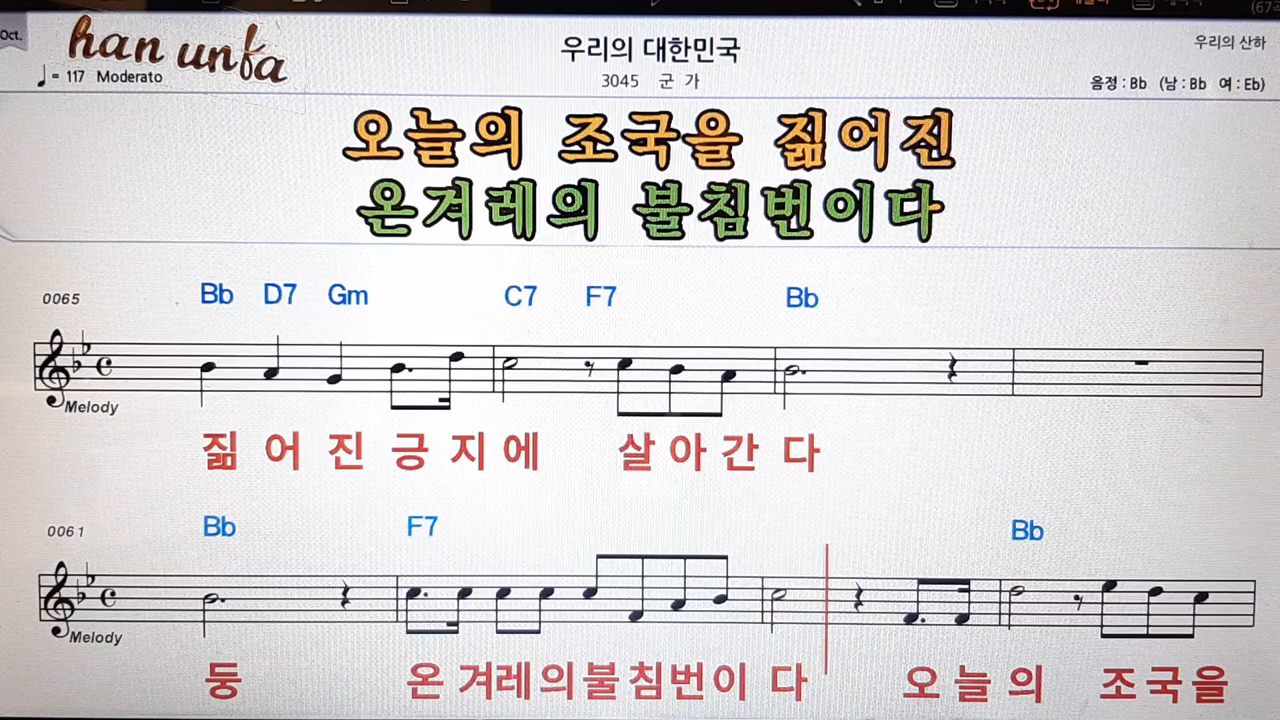 Oct.
han unfa
♩= 117 Moderato
우리의 대한민국
3045 군 가
우리의 산하
음정 : Bb (남 : Bb 여 : Eb)
오늘의 조국을 짊어진
온겨레의 불침번이다
0065
Bb D7 Gm C7 F7 Bb
Melody
짊 어 진 긍 지 에 살 아 간 다
0061
Bb F7 Bb
Melody
둥 온 겨레의불침번이 다 오 늘 의 조국을